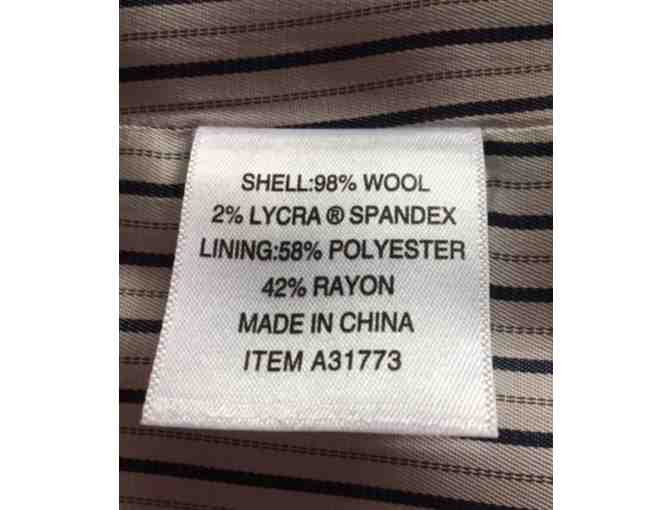 SHELL:98% WOOL
2% LYCRA ® SPANDEX
LINING:58% POLYESTER
42% RAYON
MADE IN CHINA
ITEM A31773